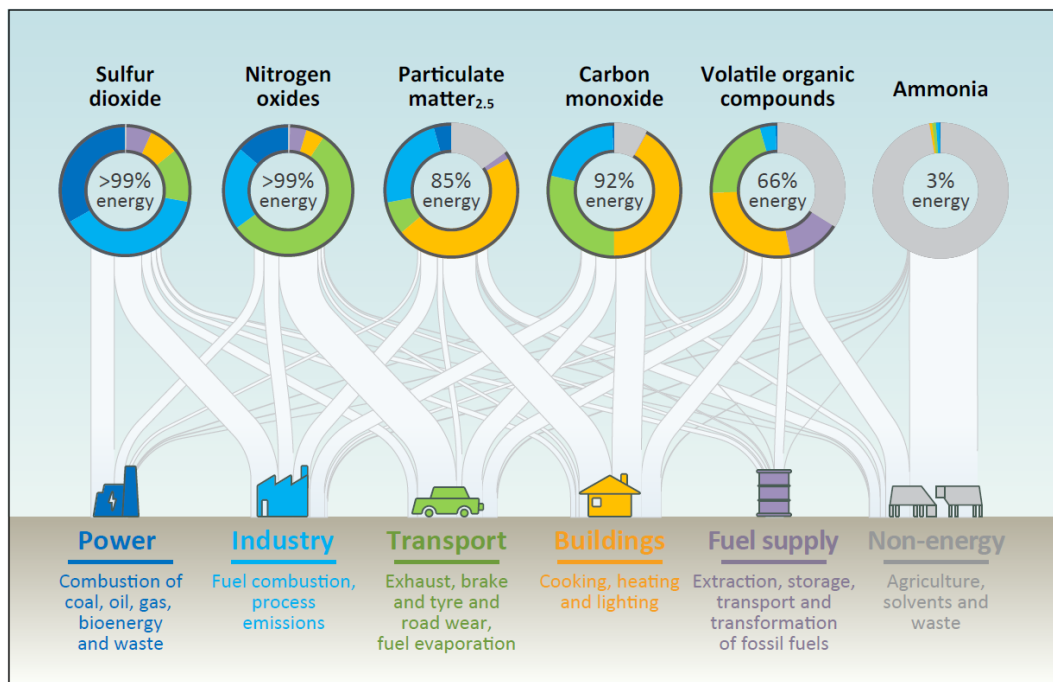 Sulfur
dioxide
Nitrogen
oxides
Particulate
matter2.5
Carbon
monoxide
Volatile organic
compounds
Ammonia
>99%
energy
>99%
energy
85%
energy
92%
energy
66%
energy
3%
energy
Power
Combustion of
coal, oil, gas,
bioenergy
and waste
Industry
Fuel combustion,
process
emissions
Transport
Exhaust, brake
and tyre and
road wear,
fuel evaporation
Buildings
Cooking, heating
and lighting
Fuel supply
Extraction, storage,
transport and
transformation
of fossil fuels
Non-energy
Agriculture,
solvents and
waste